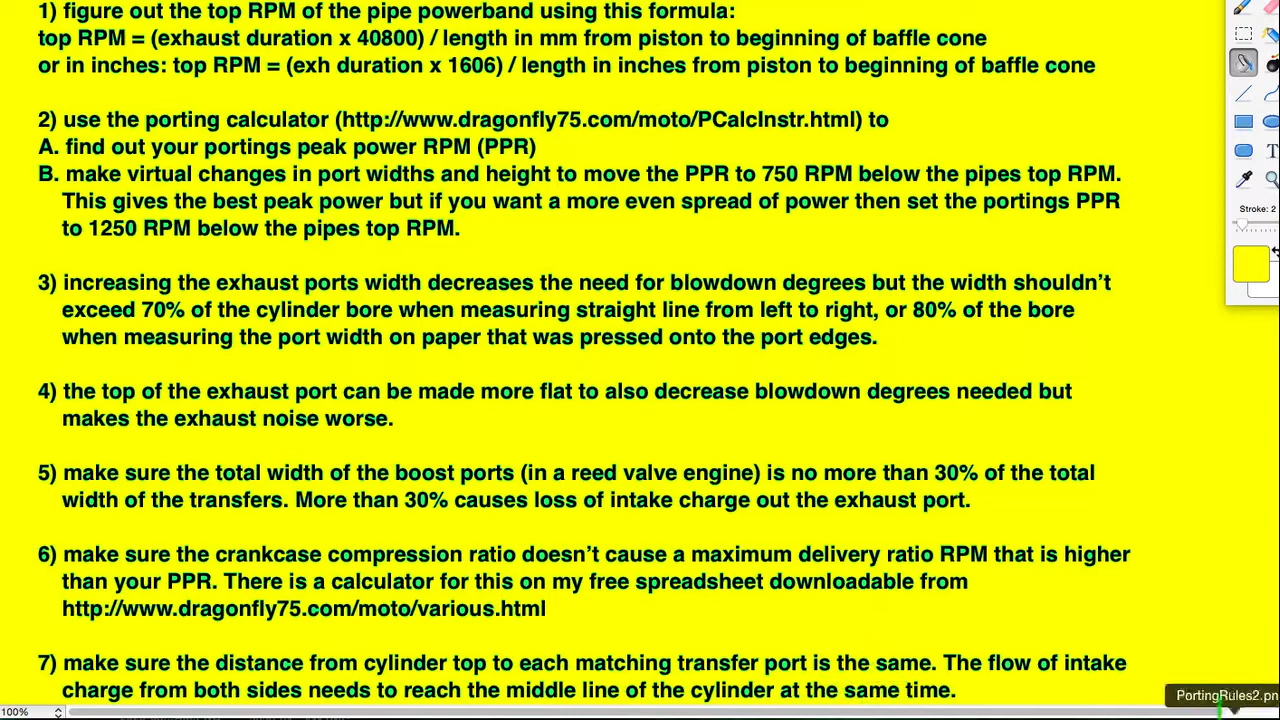 1) figure out the top RPM of the pipe powerband using this formula:
top RPM = (exhaust duration x 40800) / length in mm from piston to beginning of baffle cone
or in inches: top RPM = (exh duration x 1606) / length in inches from piston to beginning of baffle cone
2) use the porting calculator (http://www.dragonfly75.com/moto/PCalcInstr.html) to
A. find out your portings peak power RPM (PPR)
B. make virtual changes in port widths and height to move the PPR to 750 RPM below the pipes top RPM.
This gives the best peak power but if you want a more even spread of power then set the portings PPR
to 1250 RPM below the pipes top RPM.
3) increasing the exhaust ports width decreases the need for blowdown degrees but the width shouldn't
exceed 70% of the cylinder bore when measuring straight line from left to right, or 80% of the bore
when measuring the port width on paper that was pressed onto the port edges.
4) the top of the exhaust port can be made more flat to also decrease blowdown degrees needed but
makes the exhaust noise worse.
5) make sure the total width of the boost ports (in a reed valve engine) is no more than 30% of the total
width of the transfers. More than 30% causes loss of intake charge out the exhaust port.
6) make sure the crankcase compression ratio doesn't cause a maximum delivery ratio RPM that is higher
than your PPR. There is a calculator for this on my free spreadsheet downloadable from
http://www.dragonfly75.com/moto/various.html
7) make sure the distance from cylinder top to each matching transfer port is the same. The flow of intake
charge from both sides needs to reach the middle line of the cylinder at the same time.
T
Stroke: 2
PortingRules2.pn
100%